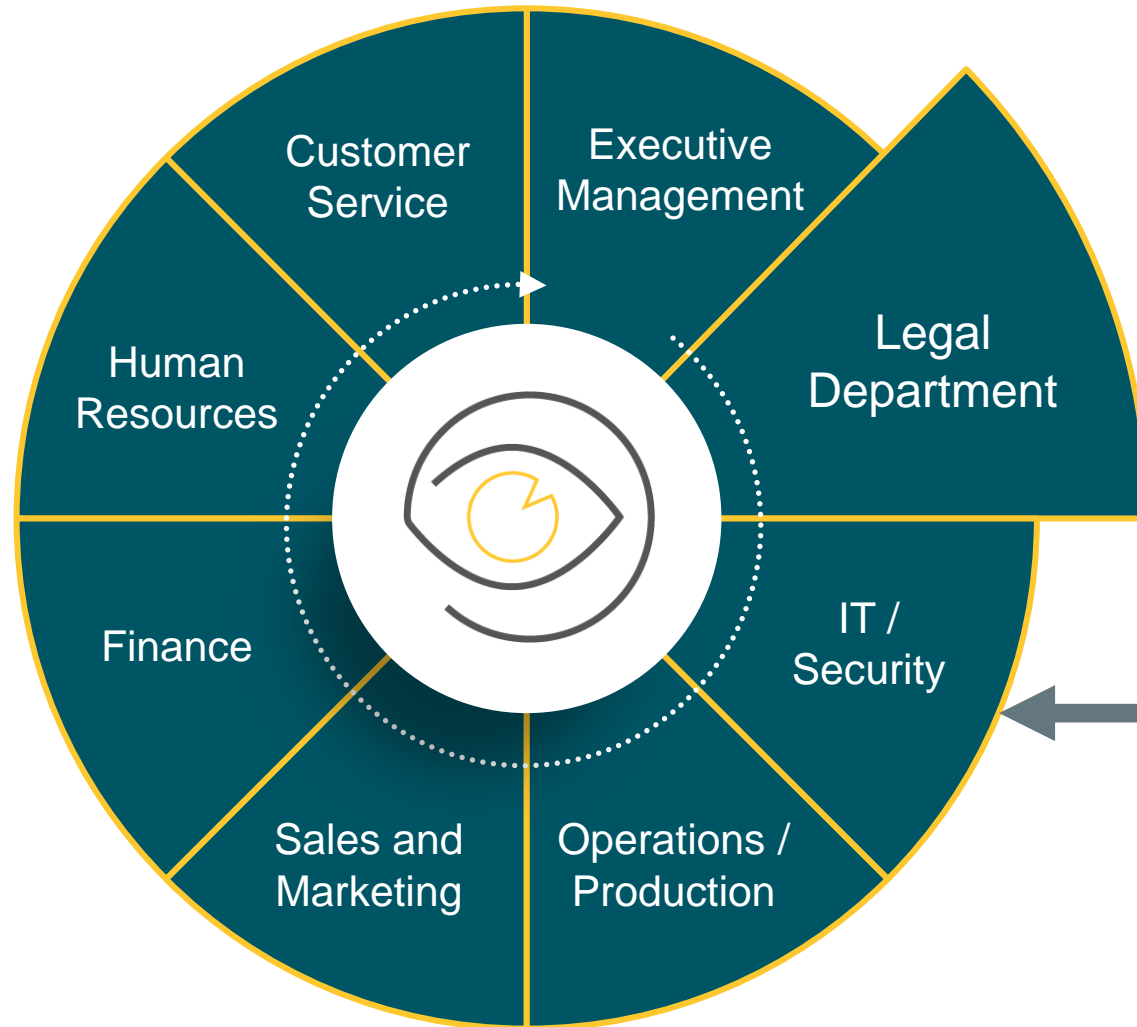 Customer
Service
Executive
Management
Legal
Department
Human
Resources
IT /
Security
Finance
Sales and
Marketing
Operations /
Production